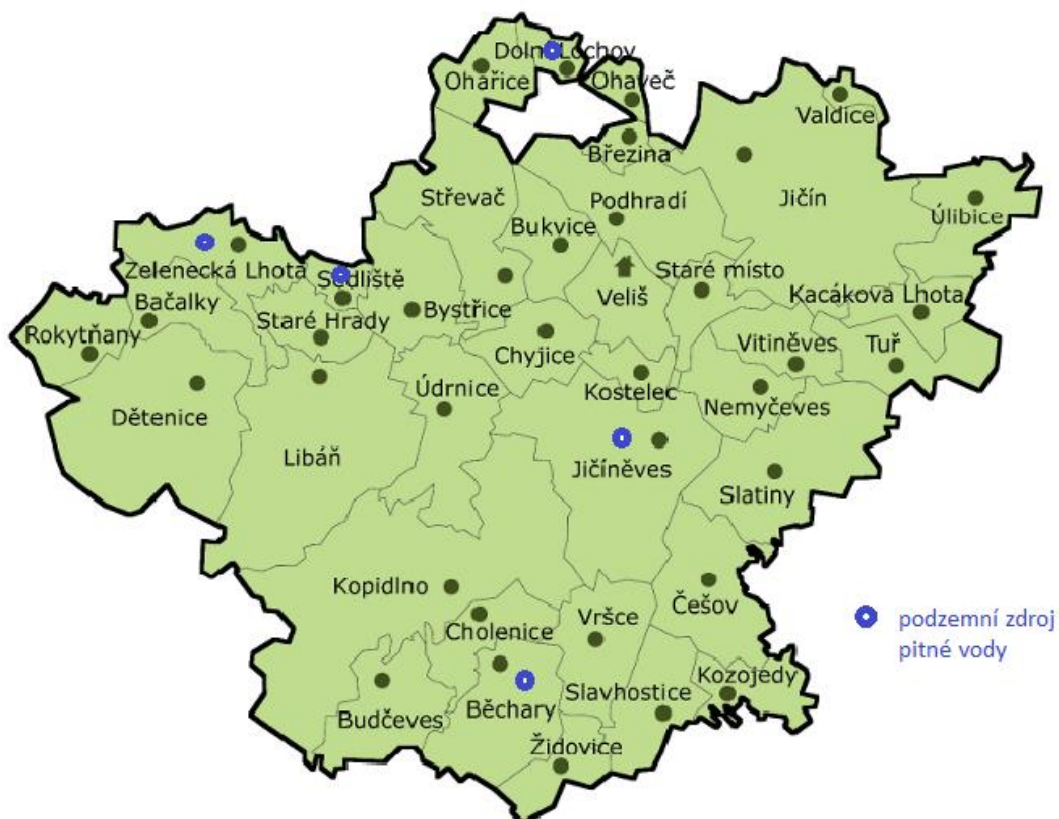 Dolní Lochov
Ohařice
Ohaveč
Valdice
Březina
Střevač
Podhradí
Jičín
Úlibice
Bukvice
Zelenecká Lhota
Sedliště
Staré místo
Veliš
Kacákova Lhota
Bačalky
Bystřice
Staré Hrady
Rokytňany
Chyjice
Vitiněves
Tuř
Údrnice
Kostelec
Nemyčeves
Dětenice
Libáň
Jičíněves
Slatiny
Kopidlno
Češov
Vršce
podzemní zdroj
pitné vody
Cholenice
Kozojedy
Slavhostice
Běchary
Budčeves
Židovice